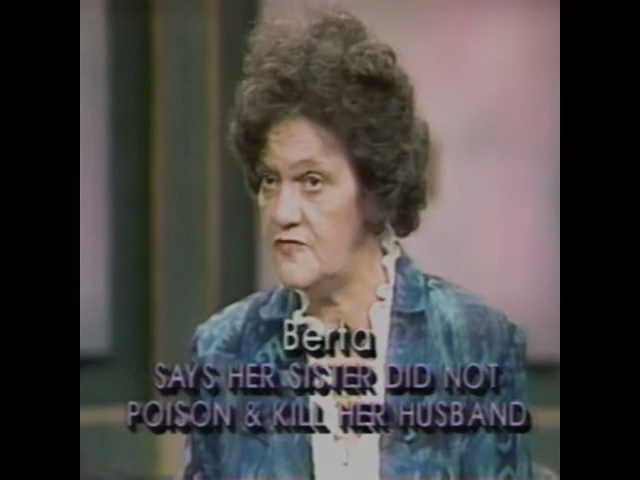 Berta
SAYS HER SISTER DID NOT
POISON & KILL HER HUSBAND